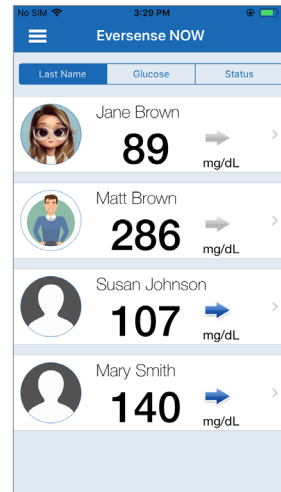 No SIM 3:29 PM
Eversense NOW
Last Name Glucose Status
Jane Brown
89
mg/dL
Matt Brown
286
mg/dL
Susan Johnson
107
mg/dL
Mary Smith
140
mg/dL